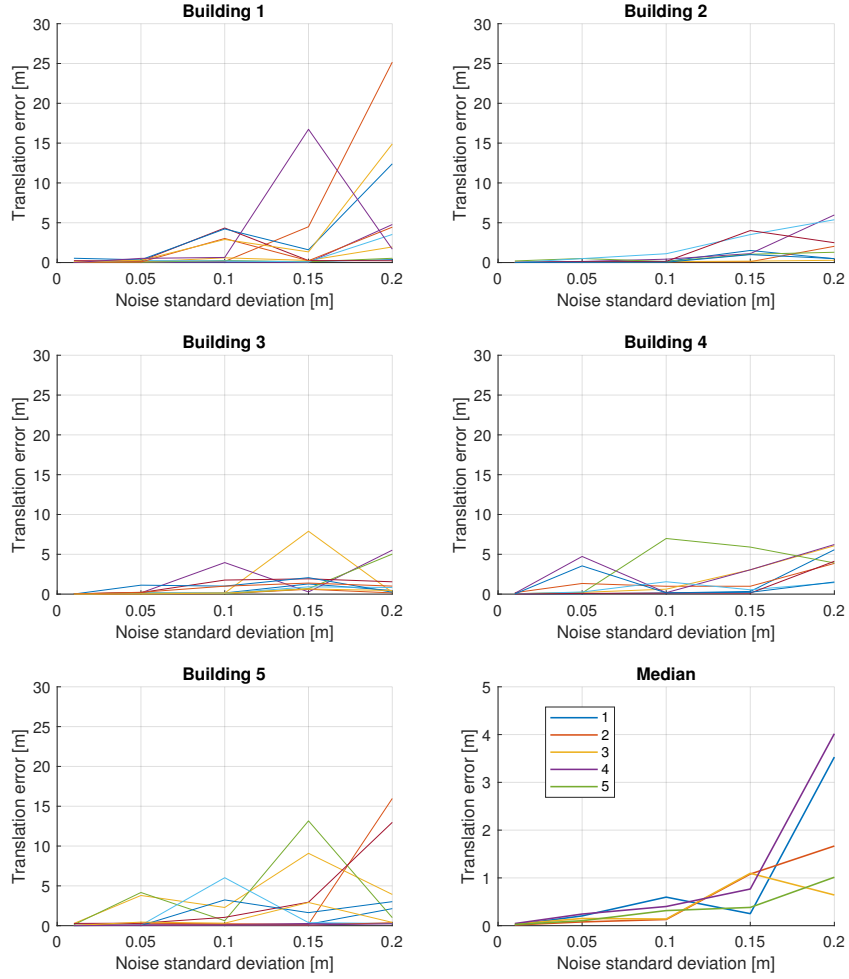 Building 1
Translation error [m]
30
25
20
15
10
5
0
0 0.05 0.1 0.15 0.2
Noise standard deviation [m]
Building 2
Translation error [m]
30
25
20
15
10
5
0
0 0.05 0.1 0.15 0.2
Noise standard deviation [m]
Building 3
Translation error [m]
30
25
20
15
10
5
0
0 0.05 0.1 0.15 0.2
Noise standard deviation [m]
Building 4
Translation error [m]
30
25
20
15
10
5
0
0 0.05 0.1 0.15 0.2
Noise standard deviation [m]
Building 5
Translation error [m]
30
25
20
15
10
5
0
0 0.05 0.1 0.15 0.2
Noise standard deviation [m]
Median
Translation error [m]
5
4
3
2
1
0
0 0.05 0.1 0.15 0.2
Noise standard deviation [m]
1
2
3
4
5